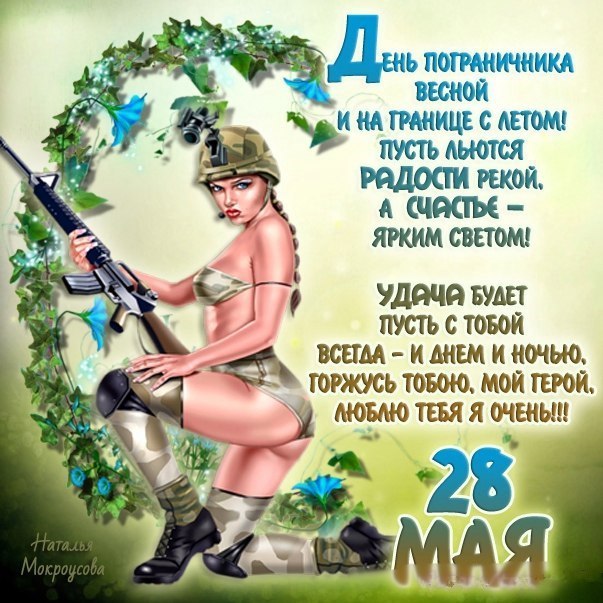 День пограничника
весной
и на границе с летом!
Пусть льются
радости рекой,
а счастье –
ярким светом!
Удача будет
пусть с тобой
всегда – и днем и ночью.
Горжусь тобою, мой герой,
люблю тебя я очень!!!
28
МАЯ
Наталья
Мокроусова